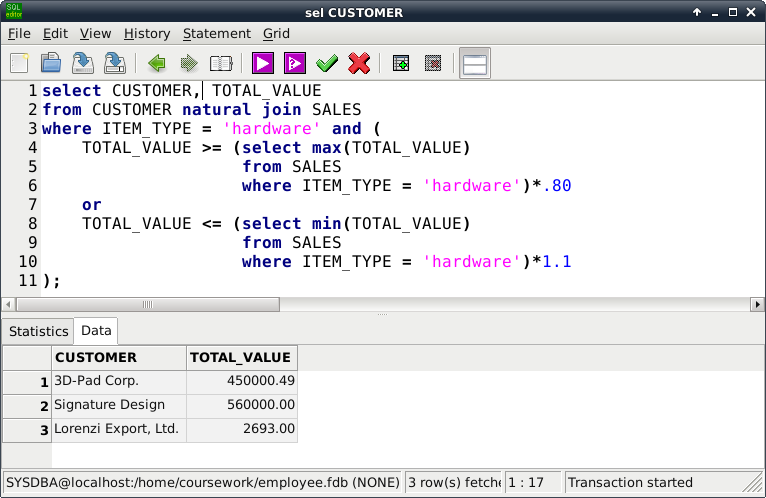 SQL
editor
sel CUSTOMER
File Edit View History Statement Grid
1 select CUSTOMER, TOTAL_VALUE
2 from CUSTOMER natural join SALES
3 where ITEM_TYPE = 'hardware' and (
4     TOTAL_VALUE >= (select max(TOTAL_VALUE)
5                     from SALES
6                     where ITEM_TYPE = 'hardware')*.80
7     or
8     TOTAL_VALUE <= (select min(TOTAL_VALUE)
9                     from SALES
10                     where ITEM_TYPE = 'hardware')*1.1
11 );
Statistics Data
CUSTOMER TOTAL_VALUE
1 3D-Pad Corp. 450000.49
2 Signature Design 560000.00
3 Lorenzi Export, Ltd. 2693.00
SYSDBA@localhost:/home/coursework/employee.fdb (NONE) 3 row(s) fetche 1 : 17 Transaction started